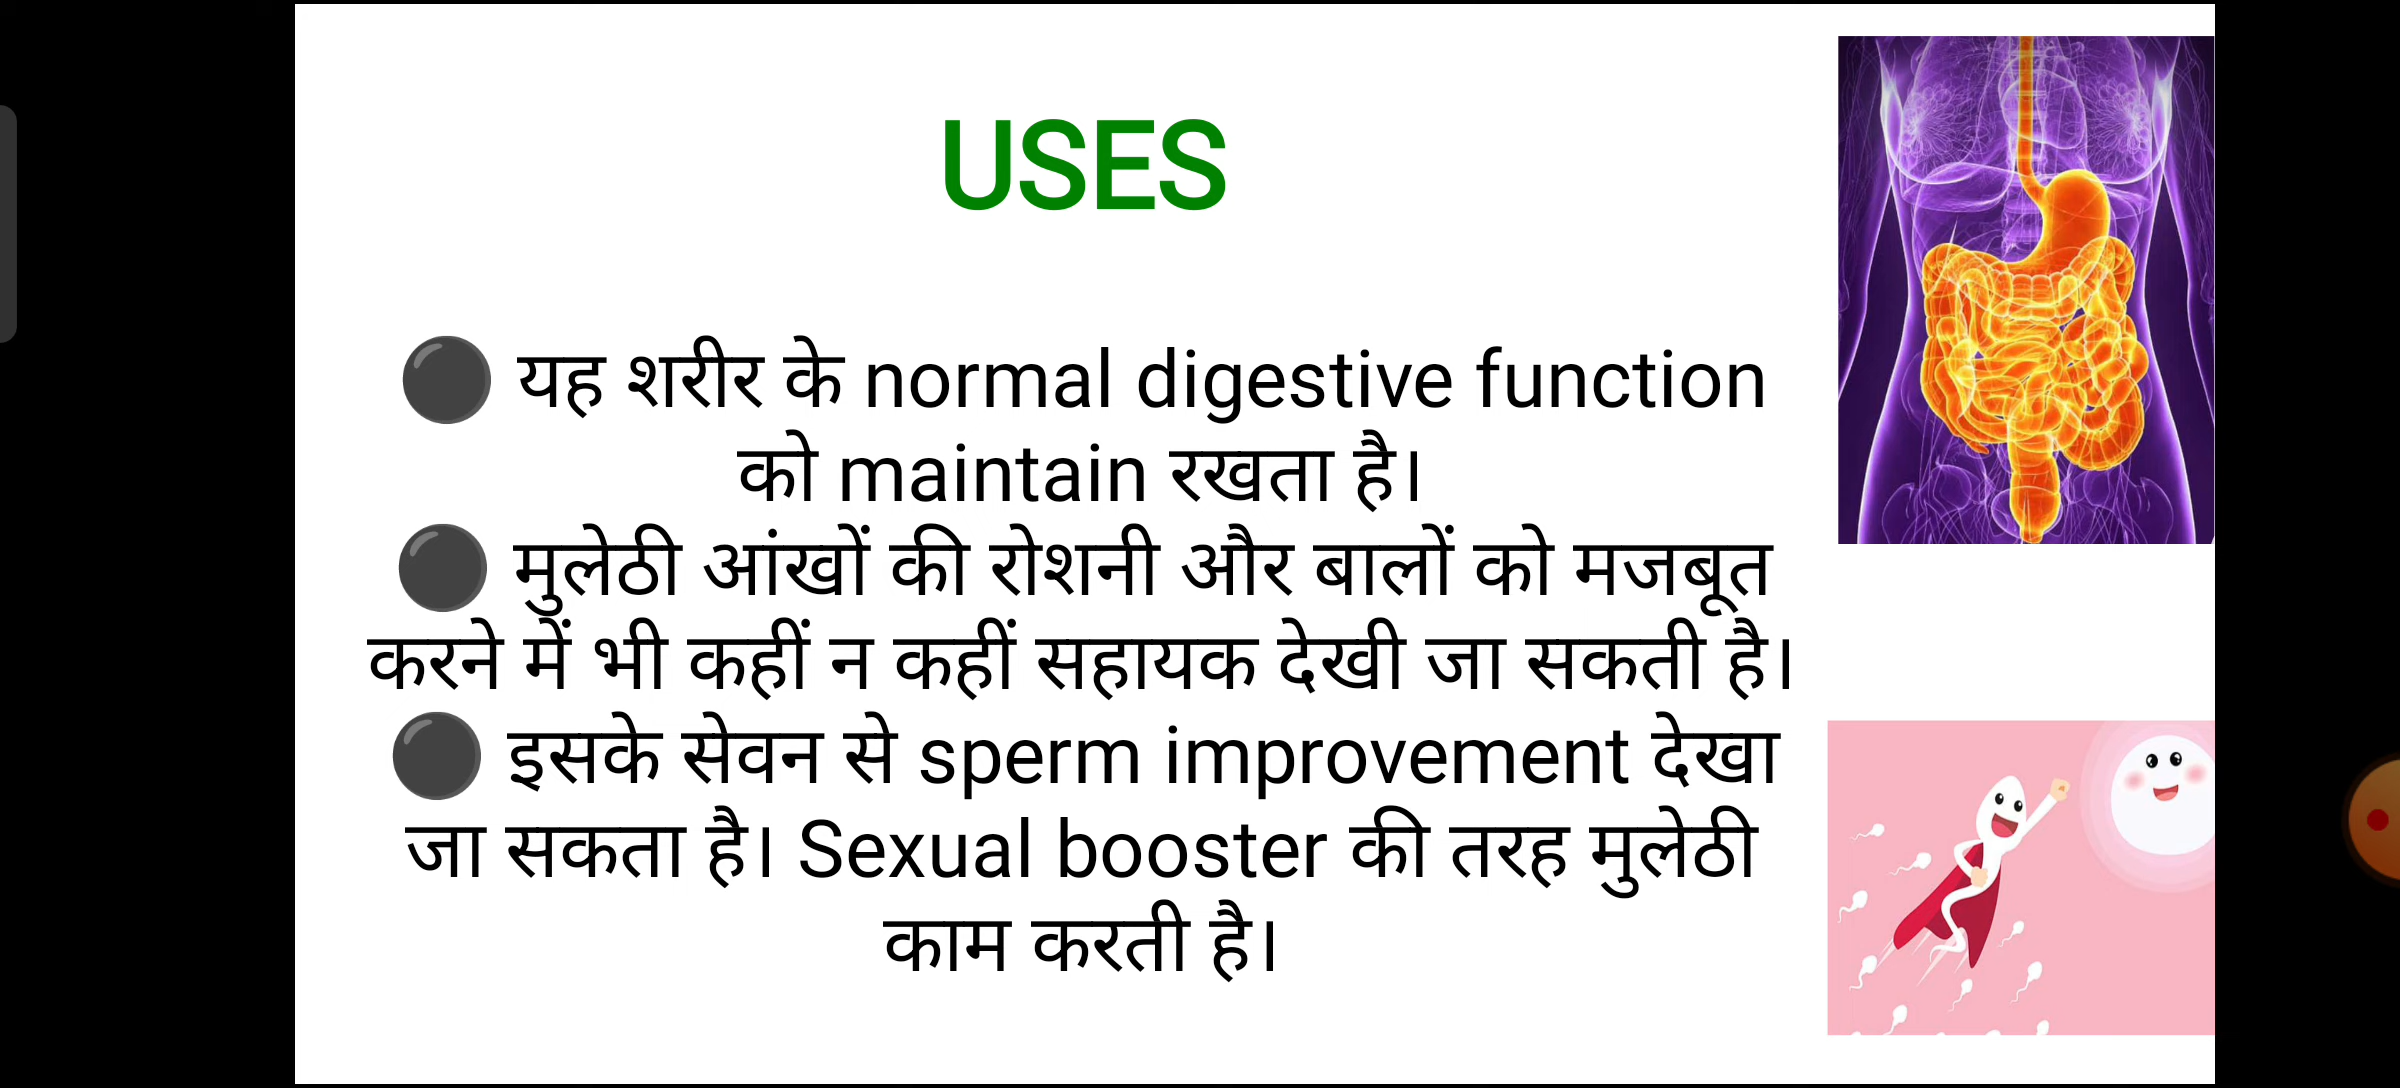 USES
⚫ यह शरीर के normal digestive function
को maintain रखता है।
⚫ मुलेठी आंखों की रोशनी और बालों को मजबूत
करने में भी कहीं न कहीं सहायक देखी जा सकती है।
⚫ इसके सेवन से sperm improvement देखा
जा सकता है। Sexual booster की तरह मुलेठी
काम करती है।